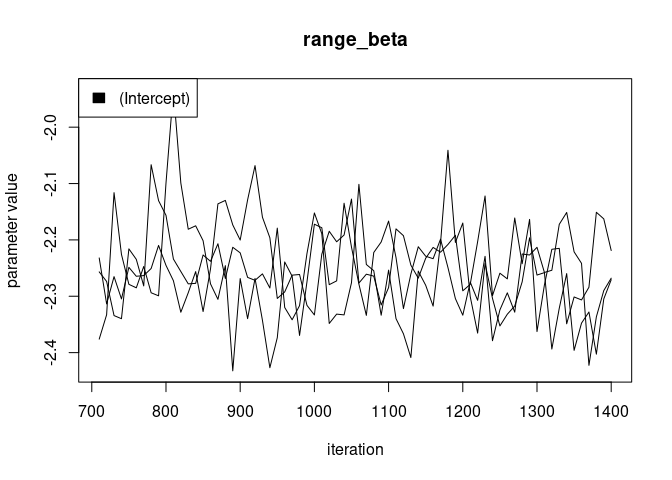 range_beta
(Intercept)
parameter value
-2.0
-2.1
-2.2
-2.3
-2.4
700 800 900 1000 1100 1200 1300 1400
iteration